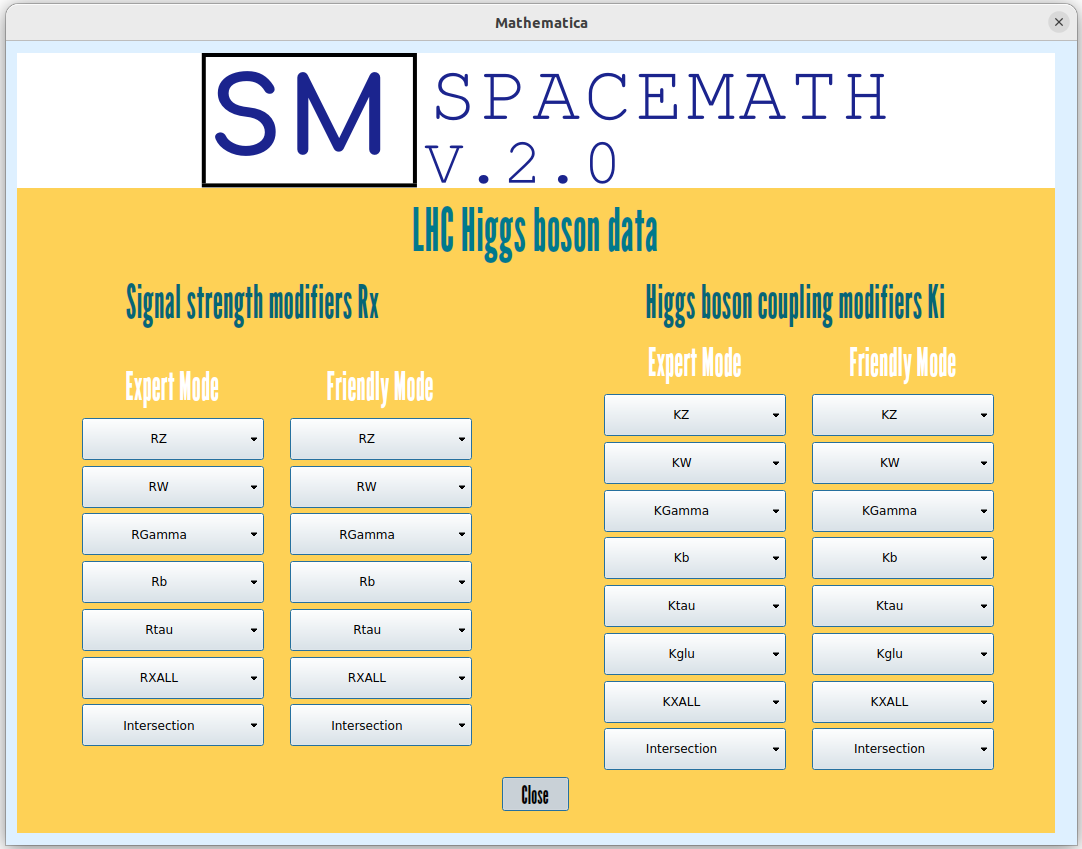 Mathematica
SM
SPACEMATH
v.2.0
LHC Higgs boson data
Signal strength modifiers Rx
Expert Mode
Friendly Mode
RZ
RZ
RW
RW
RGamma
RGamma
Rb
Rb
Rtau
Rtau
RXALL
RXALL
Intersection
Intersection
Higgs boson coupling modifiers Ki
Expert Mode
Friendly Mode
KZ
KZ
KW
KW
KGamma
KGamma
Kb
Kb
Ktau
Ktau
Kglu
Kglu
KXALL
KXALL
Intersection
Intersection
Close